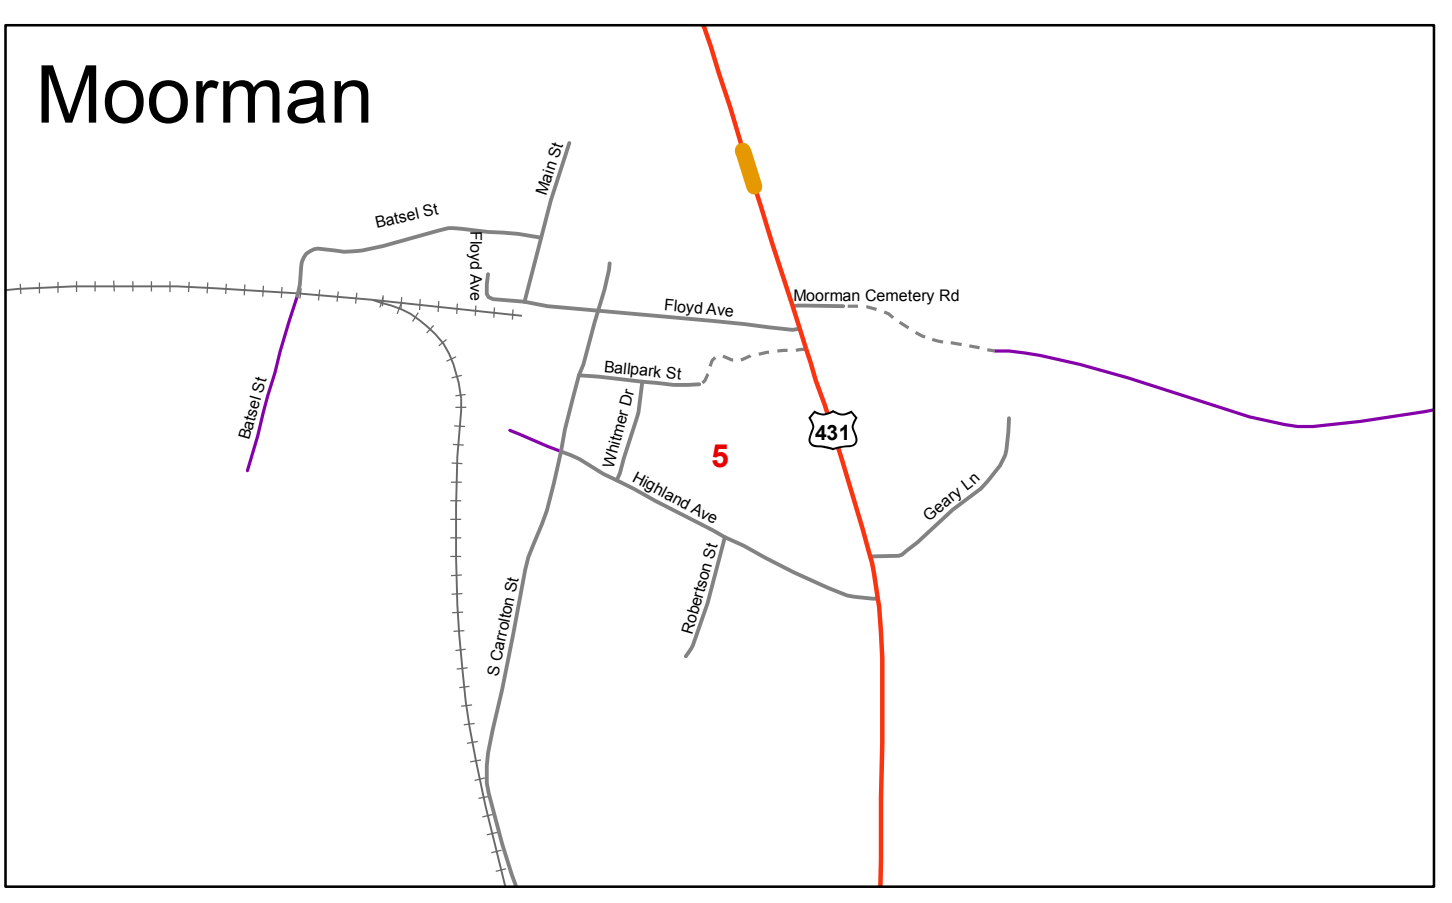 Moorman
Main St
Batsel St
Floyd Ave
Moorman Cemetery Rd
Floyd Ave
Ballpark St
Batsel St
Whitmer Dr
431
5
Highland Ave
Geary Ln
Robertson St
S Carrolton St